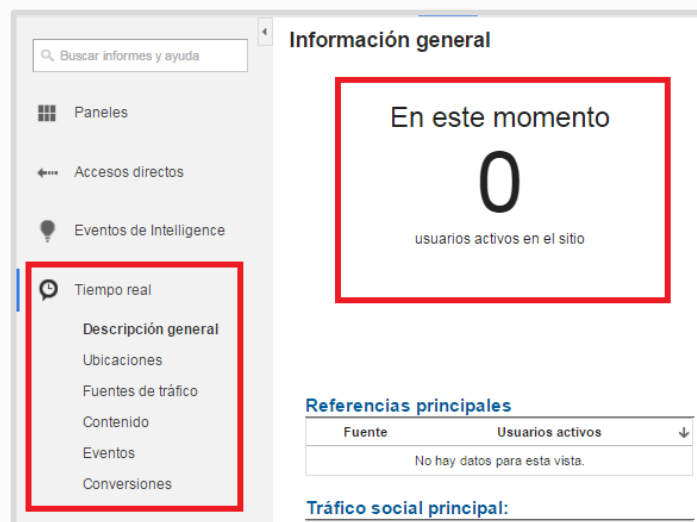 Buscar informes y ayuda
Paneles
Accesos directos
Eventos de Intelligence
Tiempo real
Descripción general
Ubicaciones
Fuentes de tráfico
Contenido
Eventos
Conversiones
Información general
En este momento
0
usuarios activos en el sitio
Referencias principales
Fuente Usuarios activos
No hay datos para esta vista.
Tráfico social principal: